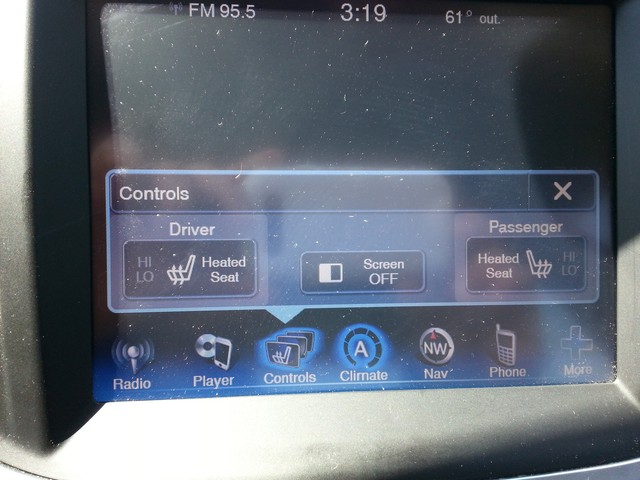 FM 95.5 3:19 61° out.
Controls X
Driver Passenger
HI LO Heated Seat
Screen OFF
Heated Seat HI LO
Radio Player Controls A Climate NW Nav Phone More